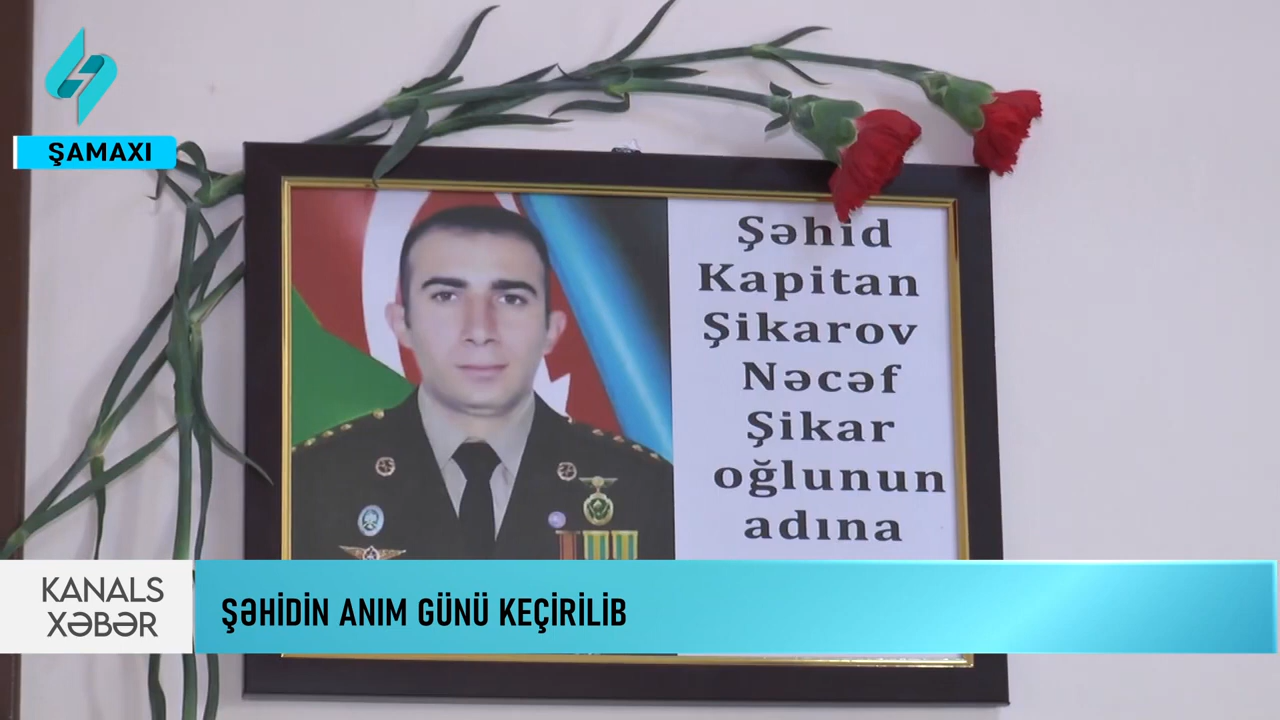 ŞAMAXI
Şəhid
Kapitan
Şikarov
Nəcəf
Şikar
oğlunun
adına
KANALS
XƏBƏR
ŞƏHİDİN ANIM GÜNÜ KEÇİRİLİB